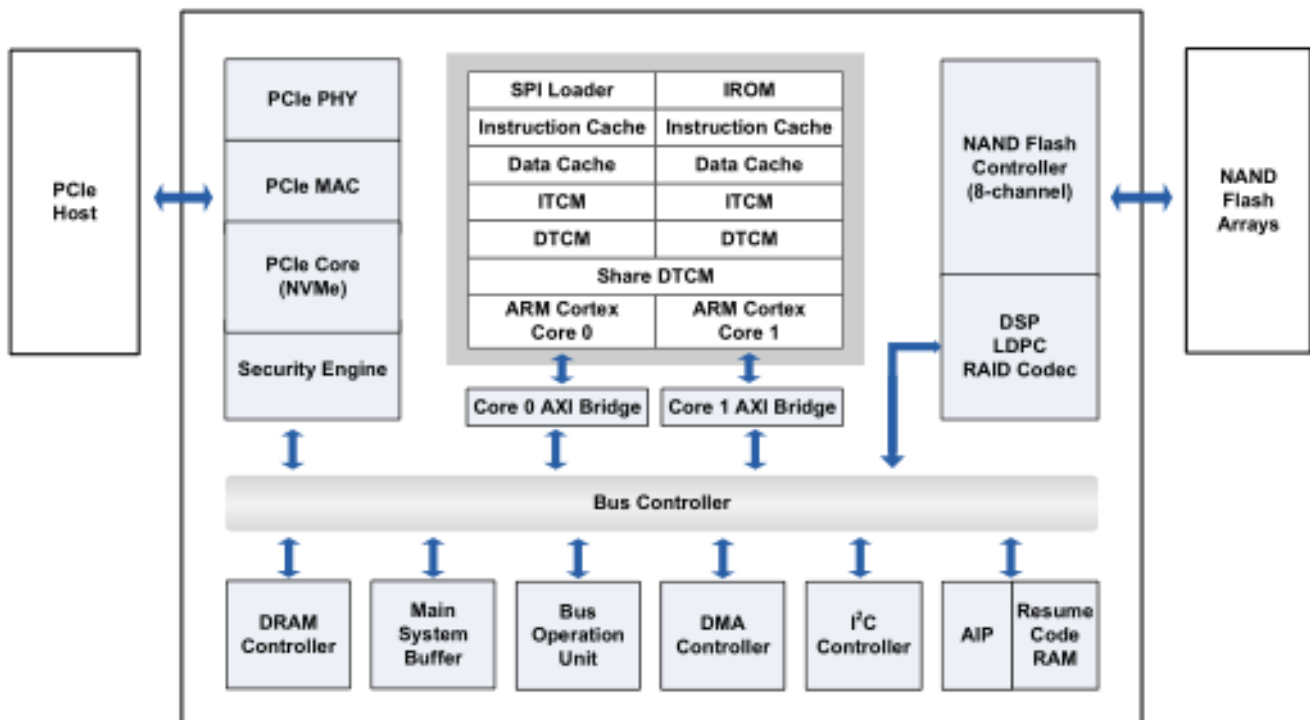 PCIe
Host
PCIe PHY
PCIe MAC
PCIe Core
(NVMe)
Security Engine
SPI Loader
IROM
Instruction Cache
Instruction Cache
Data Cache
Data Cache
ITCM
ITCM
DTCM
DTCM
Share DTCM
ARM Cortex
Core 0
ARM Cortex
Core 1
Core 0 AXI Bridge
Core 1 AXI Bridge
NAND Flash
Controller
(8-channel)
DSP
LDPC
RAID Codec
NAND
Flash
Arrays
Bus Controller
DRAM
Controller
Main
System
Buffer
Bus
Operation
Unit
DMA
Controller
I²C
Controller
AIP
Resume
Code
RAM